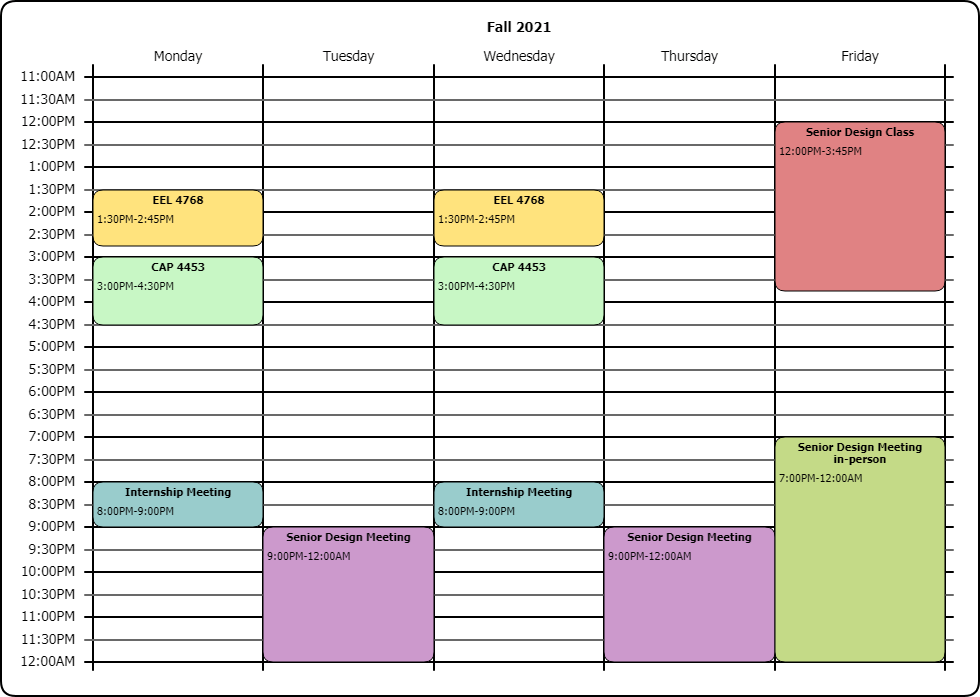 Fall 2021
Monday Tuesday Wednesday Thursday Friday
11:00AM
11:30AM
12:00PM
Senior Design Class
12:30PM
12:00PM-3:45PM
1:00PM
1:30PM
EEL 4768 EEL 4768
2:00PM
1:30PM-2:45PM 1:30PM-2:45PM
2:30PM
3:00PM
CAP 4453 CAP 4453
3:30PM
3:00PM-4:30PM 3:00PM-4:30PM
4:00PM
4:30PM
5:00PM
5:30PM
6:00PM
6:30PM
7:00PM
Senior Design Meeting
in-person
7:30PM
7:00PM-12:00AM
8:00PM
Internship Meeting Internship Meeting
8:30PM
8:00PM-9:00PM 8:00PM-9:00PM
9:00PM
Senior Design Meeting Senior Design Meeting
9:30PM
9:00PM-12:00AM 9:00PM-12:00AM
10:00PM
10:30PM
11:00PM
11:30PM
12:00AM